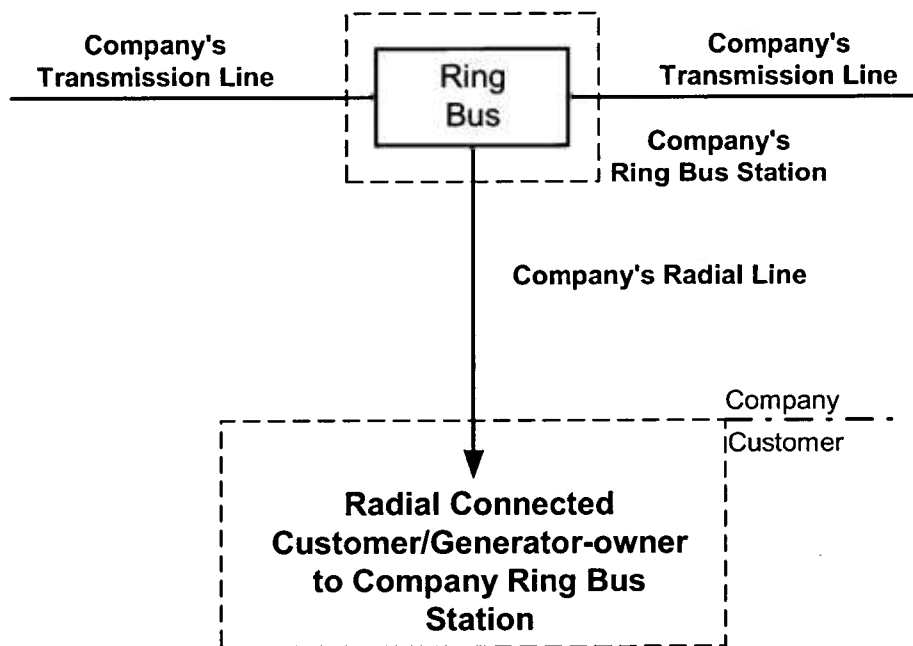 Company's
Transmission Line
Ring
Bus
Company's
Transmission Line
Company's
Ring Bus Station
Company's Radial Line
Company
Customer
Radial Connected
Customer/Generator-owner
to Company Ring Bus
Station